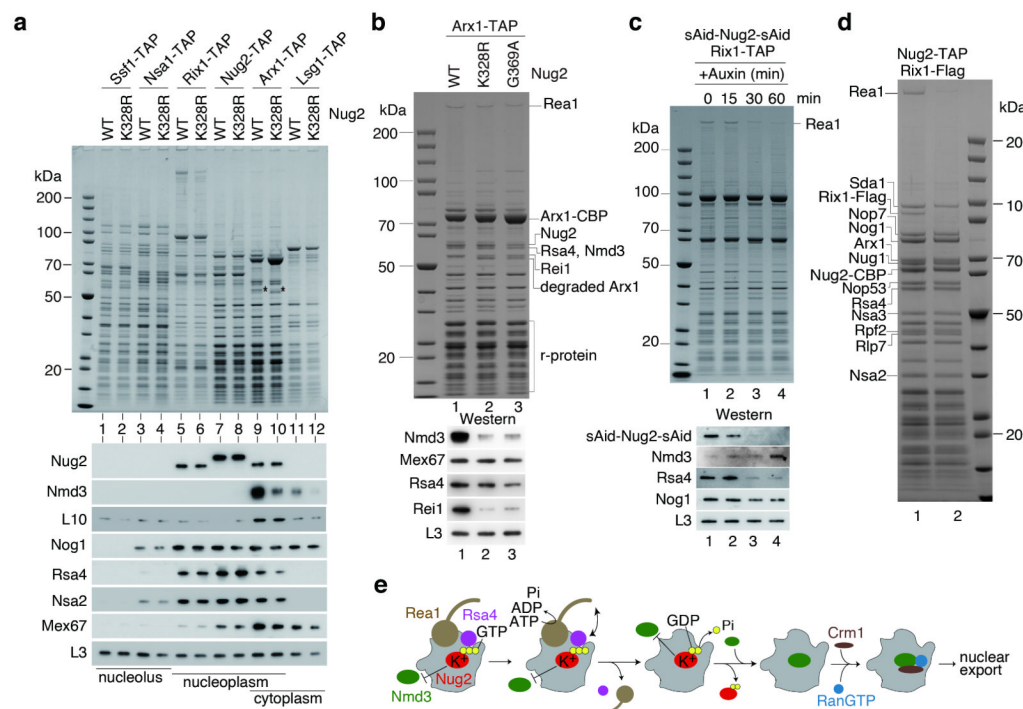 a
Ssf1-TAP
Nsa1-TAP
Rix1-TAP
Nug2-TAP
Arx1-TAP
Lsg1-TAP
WT K328R WT K328R WT K328R WT K328R WT K328R WT K328R
Nug2
kDa
200
100
70
50
20
* *
1 2 3 4 5 6 7 8 9 10 11 12
Nug2
Nmd3
L10
Nog1
Rsa4
Nsa2
Mex67
L3
nucleolus
nucleoplasm
cytoplasm
b
Arx1-TAP
WT K328R G369A
Nug2
kDa
Rea1
200
100
Arx1-CBP
70
Nug2
Rsa4, Nmd3
Rei1
50
degraded Arx1
r-protein
20
1 2 3
Western
Nmd3
Mex67
Rsa4
Rei1
L3
1 2 3
c
sAid-Nug2-sAid
Rix1-TAP
+Auxin (min)
0 15 30 60 min
kDa
Rea1
200
100
70
50
20
1 2 3 4
Western
sAid-Nug2-sAid
Nmd3
Rsa4
Nog1
L3
1 2 3 4
d
Nug2-TAP
Rix1-Flag
Rea1
Sda1
Rix1-Flag
Nop7
Nog1
Arx1
Nug1
Nug2-CBP
Nop53
Rsa4
Nsa3
Rpf2
Rlp7
Nsa2
20
10
70
50
20
1 2
e
Rea1
Rsa4
GTP
K+
Nug2
Nmd3
Pi
ADP
ATP
K+
GDP
Pi
K+
Crm1
RanGTP
nuclear
export